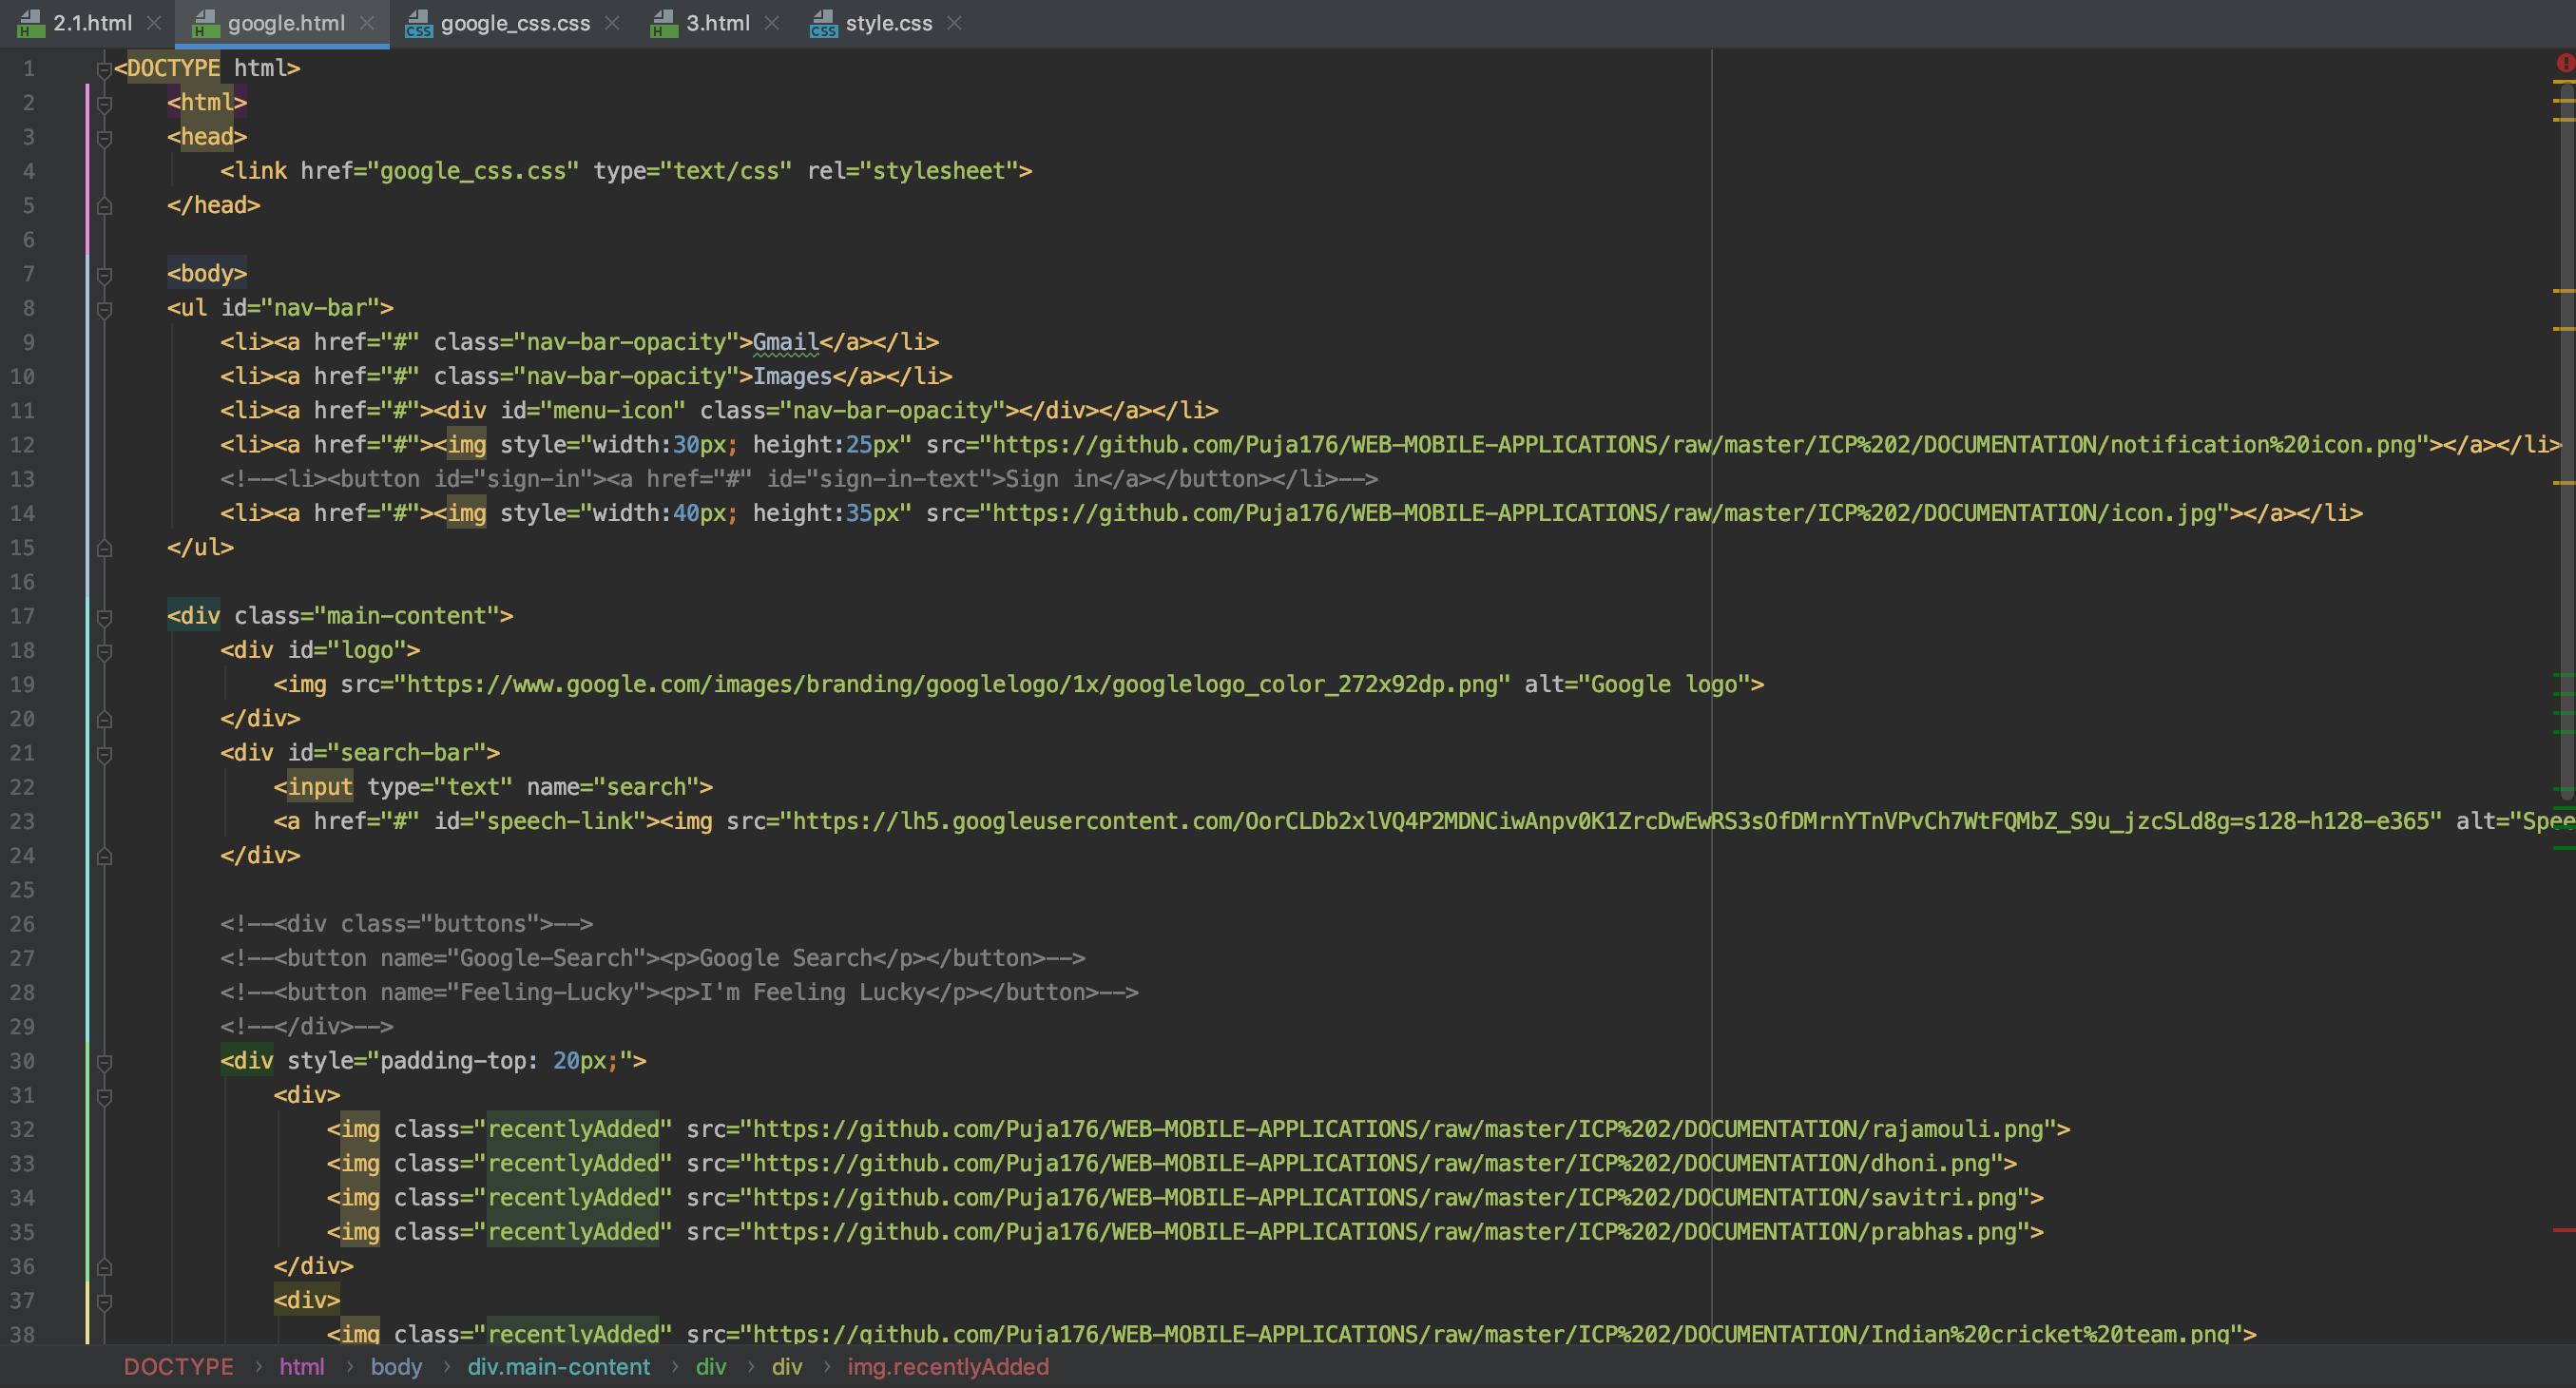 2.1.html google.html google_css.css 3.html style.css
1 <DOCTYPE html>
2 <html>
3 <head>
4 <link href="google_css.css" type="text/css" rel="stylesheet">
5 </head>
6
7 <body>
8 <ul id="nav-bar">
9 <li><a href="#" class="nav-bar-opacity">Gmail</a></li>
10 <li><a href="#" class="nav-bar-opacity">Images</a></li>
11 <li><a href="#"><div id="menu-icon" class="nav-bar-opacity"></div></a></li>
12 <li><a href="#"><img style="width:30px; height:25px" src="https://github.com/Puja176/WEB-MOBILE-APPLICATIONS/raw/master/ICP%202/DOCUMENTATION/notification%20icon.png"></a></li>
13 <!--<li><button id="sign-in"><a href="#" id="sign-in-text">Sign in</a></button></li>-->
14 <li><a href="#"><img style="width:40px; height:35px" src="https://github.com/Puja176/WEB-MOBILE-APPLICATIONS/raw/master/ICP%202/DOCUMENTATION/icon.jpg"></a></li>
15 </ul>
16
17 <div class="main-content">
18 <div id="logo">
19 <img src="https://www.google.com/images/branding/googlelogo/1x/googlelogo_color_272x92dp.png" alt="Google logo">
20 </div>
21 <div id="search-bar">
22 <input type="text" name="search">
23 <a href="#" id="speech-link"><img src="https://lh5.googleusercontent.com/OorCLDb2xlVQ4P2MDNCiwAnpv0K1ZrcDwEwRS3sOfDMrnYTnVPvCh7WtFQMbZ_S9u_jzcSLd8g=s128-h128-e365" alt="Spee
24 </div>
25
26 <!--<div class="buttons">-->
27 <!--<button name="Google-Search"><p>Google Search</p></button>-->
28 <!--<button name="Feeling-Lucky"><p>I'm Feeling Lucky</p></button>-->
29 <!--</div>-->
30 <div style="padding-top: 20px;">
31 <div>
32 <img class="recentlyAdded" src="https://github.com/Puja176/WEB-MOBILE-APPLICATIONS/raw/master/ICP%202/DOCUMENTATION/rajamouli.png">
33 <img class="recentlyAdded" src="https://github.com/Puja176/WEB-MOBILE-APPLICATIONS/raw/master/ICP%202/DOCUMENTATION/dhoni.png">
34 <img class="recentlyAdded" src="https://github.com/Puja176/WEB-MOBILE-APPLICATIONS/raw/master/ICP%202/DOCUMENTATION/savitri.png">
35 <img class="recentlyAdded" src="https://github.com/Puja176/WEB-MOBILE-APPLICATIONS/raw/master/ICP%202/DOCUMENTATION/prabhas.png">
36 </div>
37 <div>
38 <img class="recentlyAdded" src="https://github.com/Puja176/WEB-MOBILE-APPLICATIONS/raw/master/ICP%202/DOCUMENTATION/Indian%20cricket%20team.png">
DOCTYPE › html › body › div.main-content › div › div › img.recentlyAdded